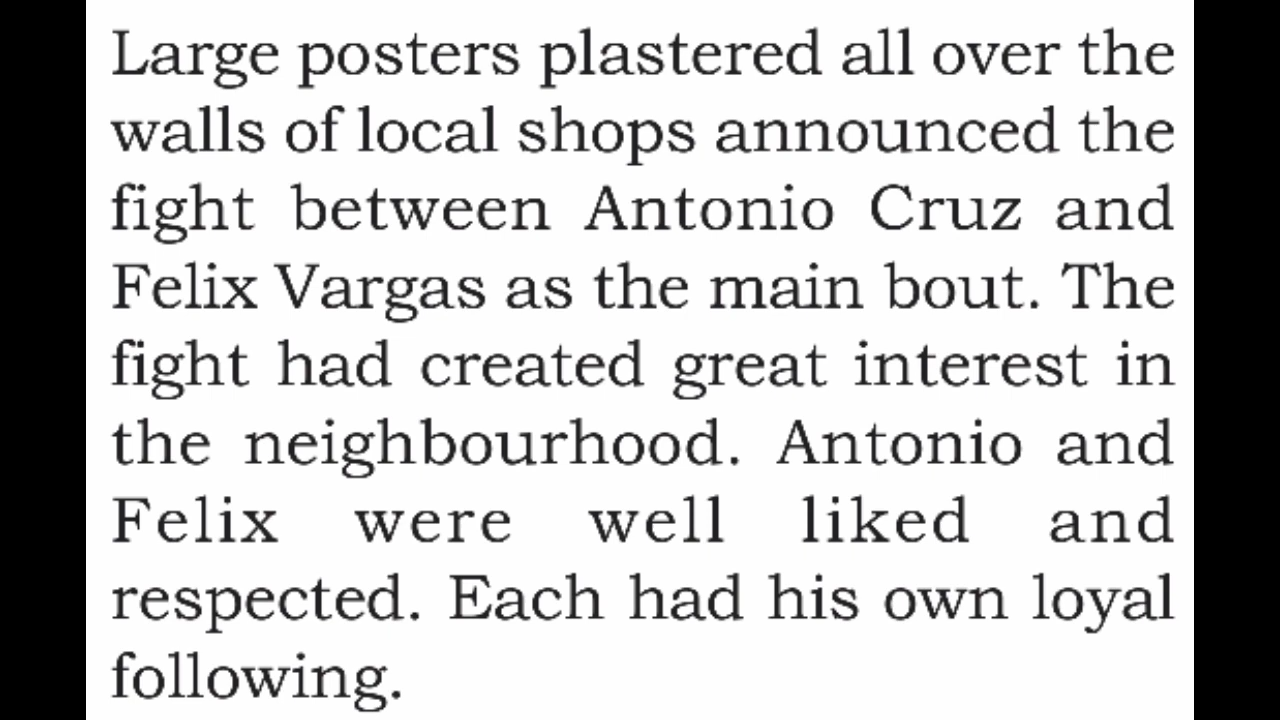 Large posters plastered all over the
walls of local shops announced the
fight between Antonio Cruz and
Felix Vargas as the main bout. The
fight had created great interest in
the neighbourhood. Antonio and
Felix were well liked and
respected. Each had his own loyal
following.